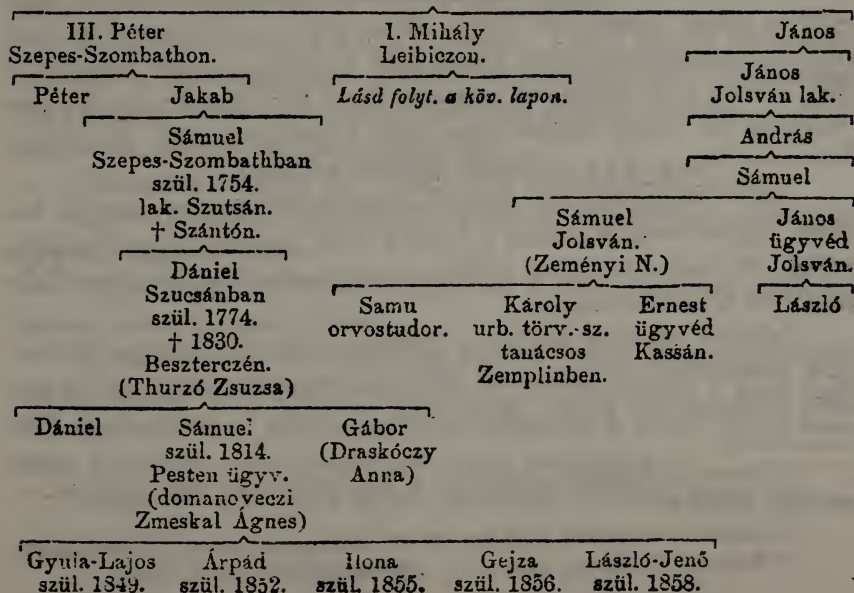 III. Péter I. Mihály János
Szepes-Szombathon. Leibiczon.
János
Péter Jakab Lásd folyt. a köv. lapon. Jolsván lak.
Sámuel András
Szepes-Szombathban
szül. 1754. Sámuel
lak. Szutsán.
† Szántón. Sámuel János
Jolsván. ügyvéd
Dániel (Zeményi N.) Jolsván.
Szucsánban
szül. 1774. Samu Károly Ernest László
† 1830. orvostudor. urb. törv.-sz. ügyvéd
Beszterczén. tanácsos Kassán.
(Thurzó Zsuzsa) Zemplinben.
Dániel Sámuel Gábor
szül. 1814. (Draskóczy
Pesten ügyv. Anna)
(domanoveczi
Zmeskal Ágnes)
Gyula-Lajos Árpád Ilona Gejza László-Jenő
szül. 1849. szül. 1852. szül. 1855. szül. 1856. szül. 1858.